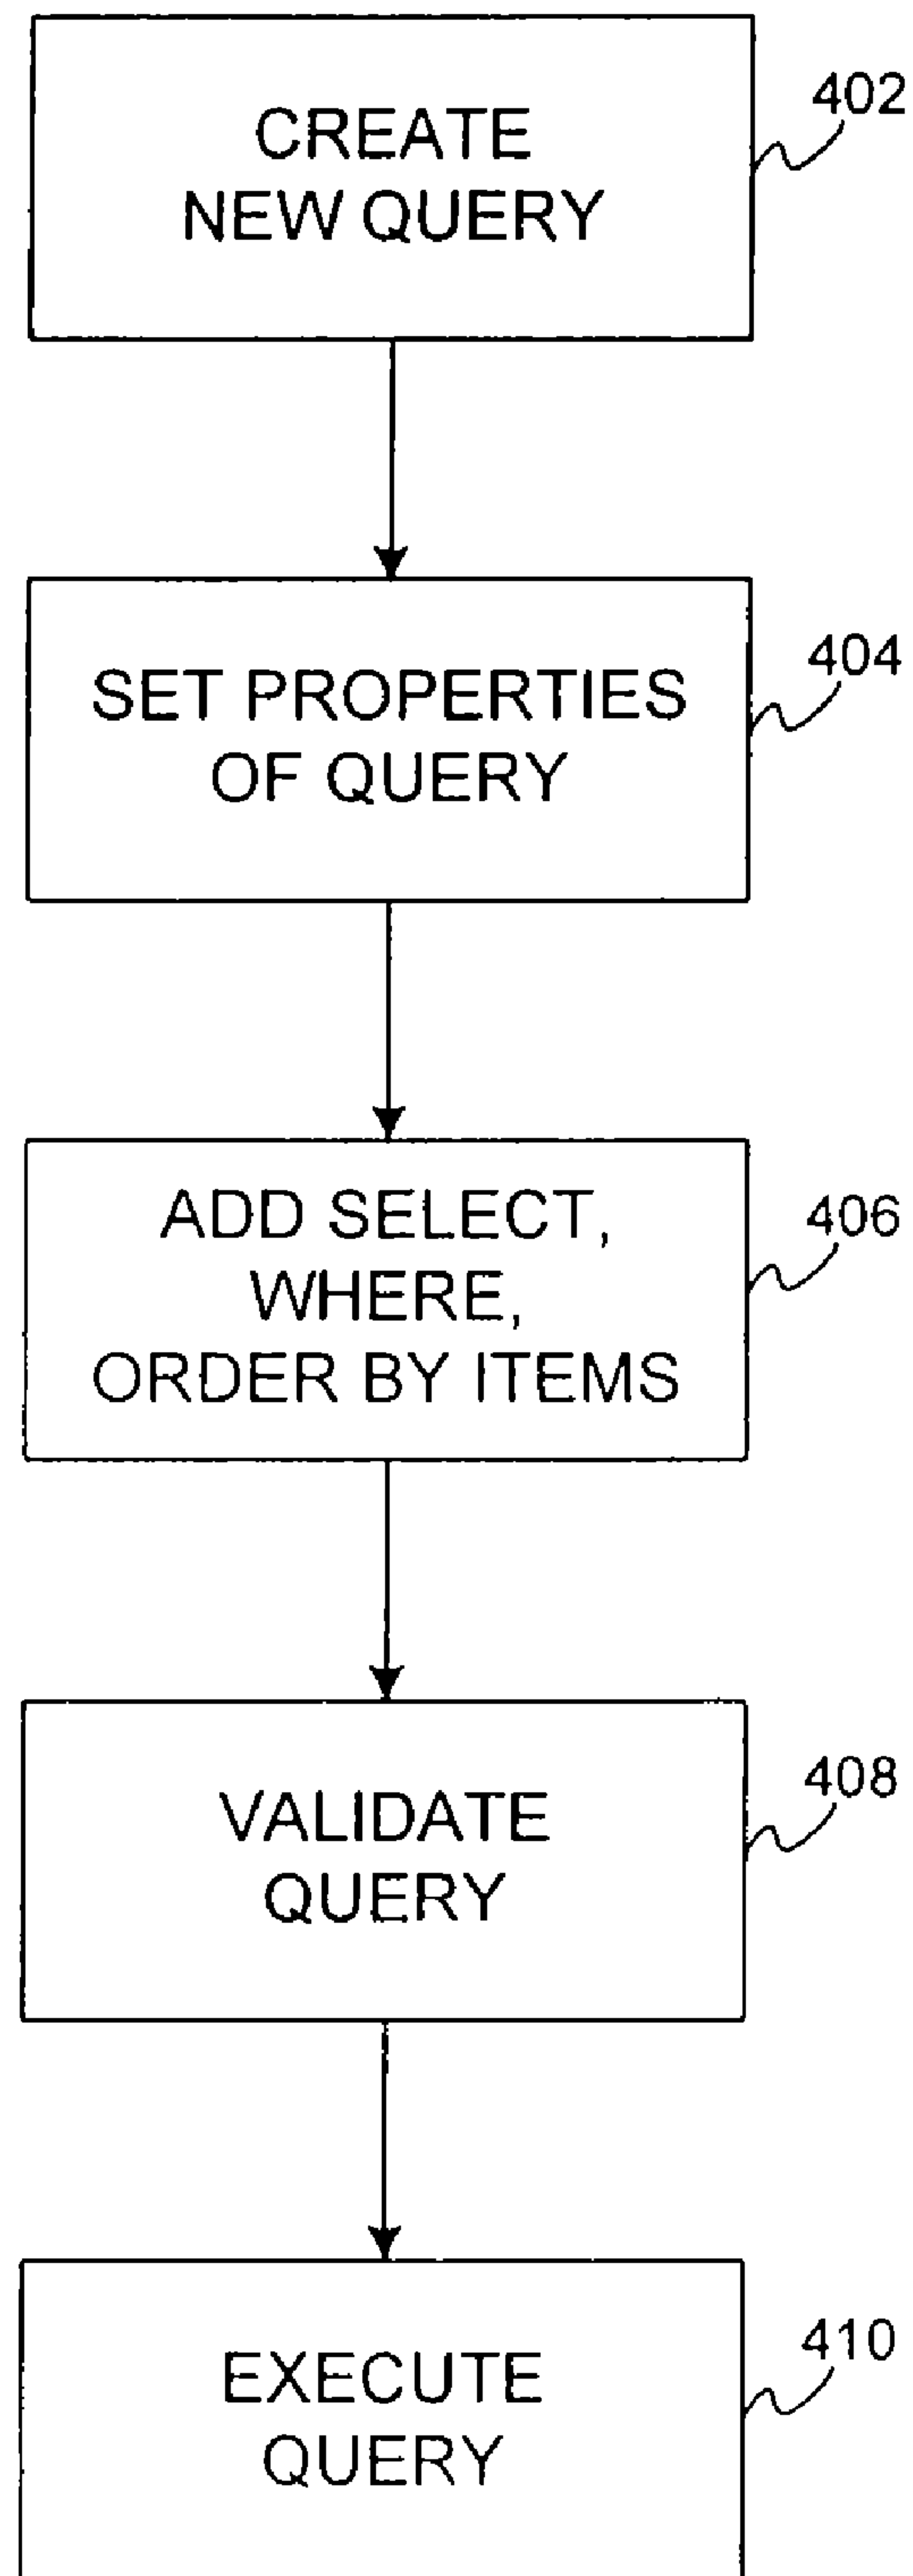 CREATE
NEW QUERY
402
SET PROPERTIES
OF QUERY
404
ADD SELECT,
WHERE,
ORDER BY ITEMS
406
VALIDATE
QUERY
408
EXECUTE
QUERY
410